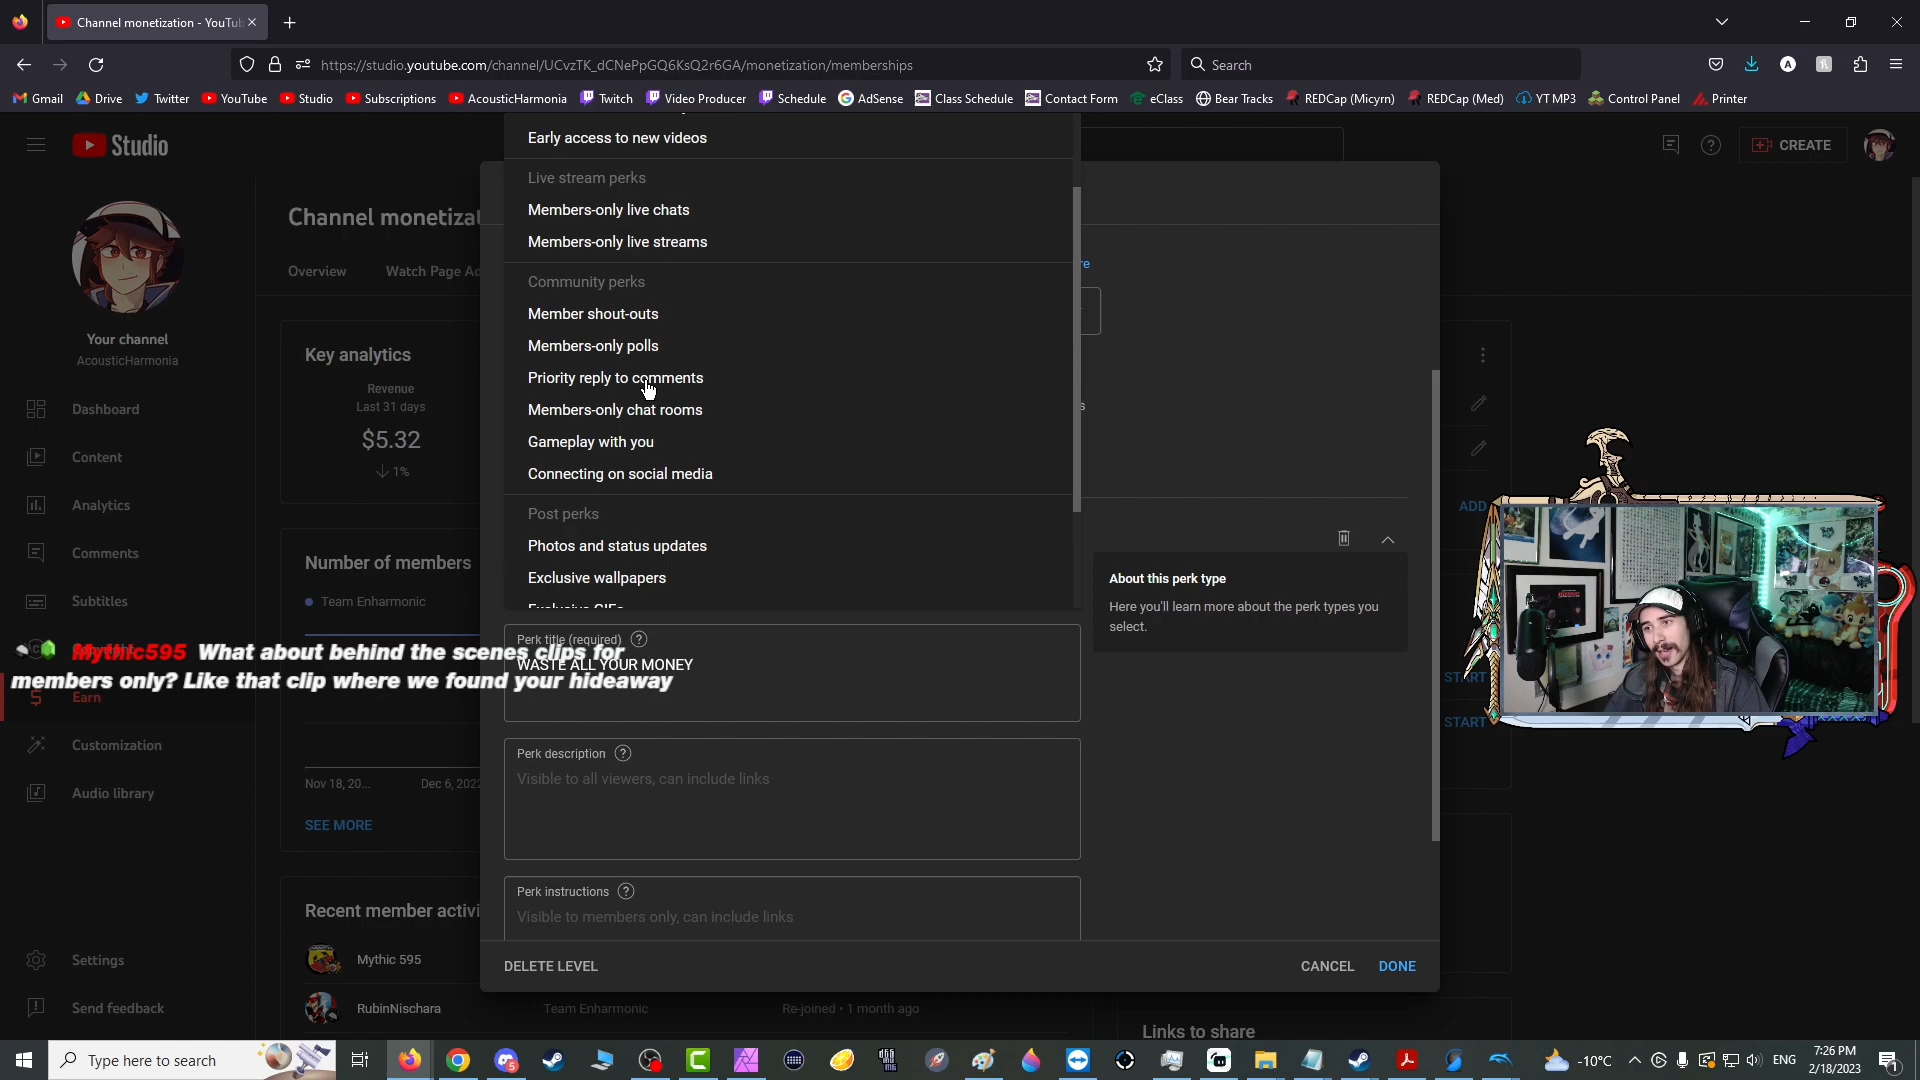 Channel monetization - YouTub
https://studio.youtube.com/channel/UCvzTK_dCNePpGQ6KsQ2r6GA/monetization/memberships
Search
Gmail
Drive
Twitter
YouTube
Studio
Subscriptions
AcousticHarmonia
Twitch
Video Producer
Schedule
AdSense
Class Schedule
Contact Form
eClass
Bear Tracks
REDCap (Micyrn)
REDCap (Med)
YT MP3
Control Panel
Printer
Studio
CREATE
Your channel
AcousticHarmonia
Dashboard
Content
Analytics
Comments
Subtitles
Earn
Customization
Audio library
Settings
Send feedback
Channel monetizat
Overview
Watch Page Ad
Key analytics
Revenue
Last 31 days
$5.32
1%
Number of members
Team Enharmonic
Nov 18, 20...
Dec 6, 2022
SEE MORE
Recent member activi
Mythic 595
RubinNischara
Team Enharmonic
Re-joined • 1 month ago
Early access to new videos
Live stream perks
Members-only live chats
Members-only live streams
Community perks
Member shout-outs
Members-only polls
Priority reply to comments
Members-only chat rooms
Gameplay with you
Connecting on social media
Post perks
Photos and status updates
Exclusive wallpapers
Exclusive GIFs
re
s
About this perk type
Here you'll learn more about the perk types you
select.
Perk title (required)
WASTE ALL YOUR MONEY
Perk description
Visible to all viewers, can include links
Perk instructions
Visible to members only, can include links
DELETE LEVEL
CANCEL
DONE
ADD
START
START
Links to share
Mythic595 What about behind the scenes clips for
members only? Like that clip where we found your hideaway
Type here to search
-10°C
ENG
7:26 PM
2/18/2023